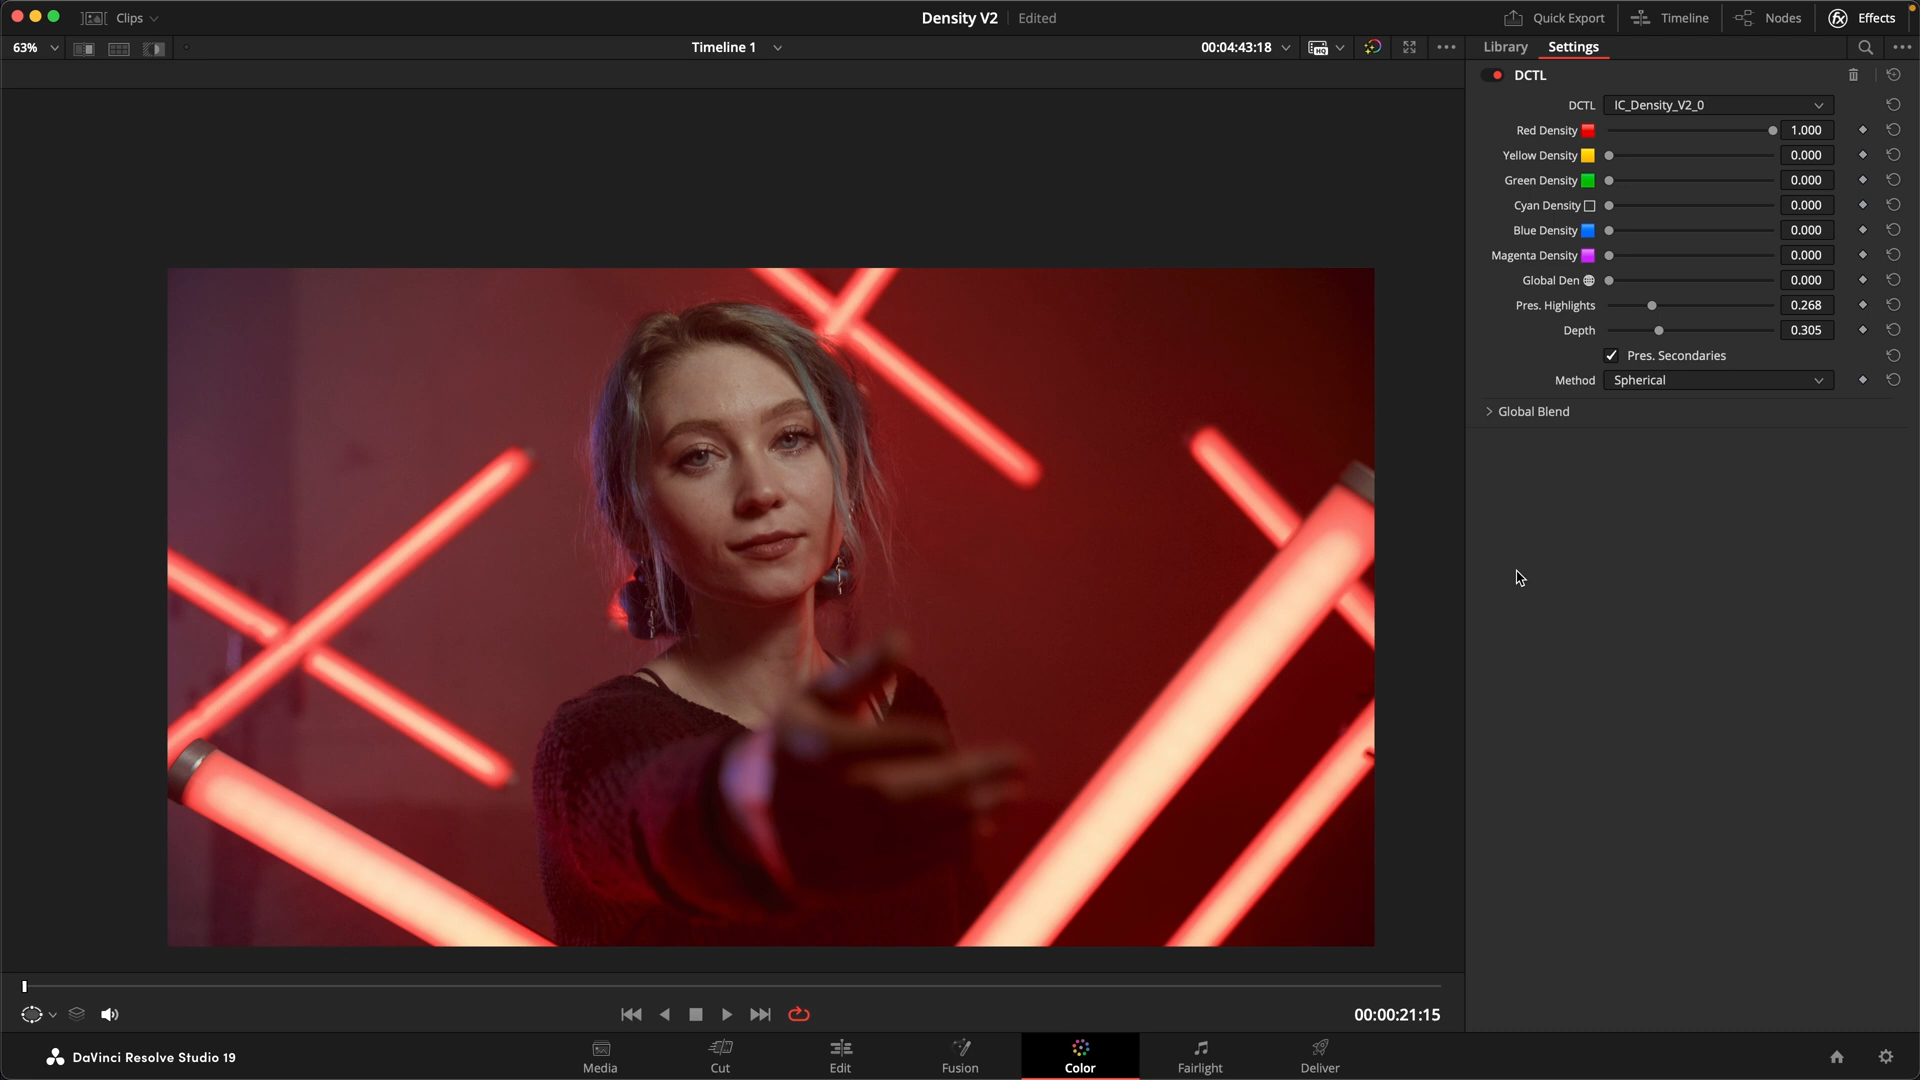 Clips
Density V2 Edited
Quick Export
Timeline
Nodes
Effects
63%
Timeline 1
00:04:43:18
HQ
Library
Settings
DCTL
DCTL IC_Density_V2_0
Red Density 1.000
Yellow Density 0.000
Green Density 0.000
Cyan Density 0.000
Blue Density 0.000
Magenta Density 0.000
Global Den 0.000
Pres. Highlights 0.268
Depth 0.305
Pres. Secondaries
Method Spherical
Global Blend
00:00:21:15
DaVinci Resolve Studio 19
Media
Cut
Edit
Fusion
Color
Fairlight
Deliver